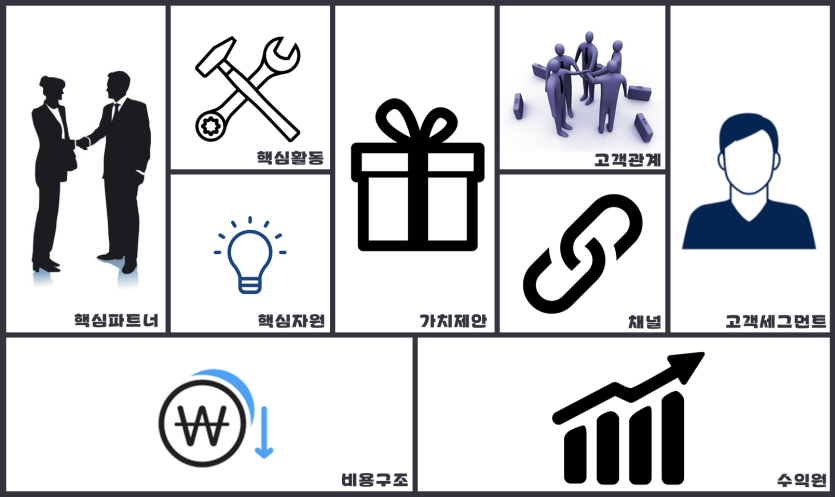 핵심활동
고객관계
핵심파트너
핵심자원
가치제안
채널
고객세그먼트
비용구조
수익원